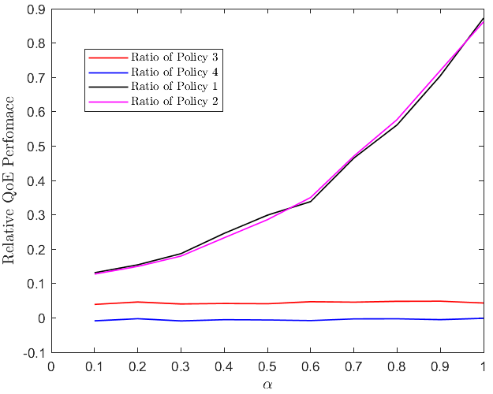 0.9
0.8
0.7
0.6
0.5
0.4
0.3
0.2
0.1
0
-0.1
Relative QoE Perfomace
Ratio of Policy 3
Ratio of Policy 4
Ratio of Policy 1
Ratio of Policy 2
0 0.1 0.2 0.3 0.4 0.5 0.6 0.7 0.8 0.9 1
α